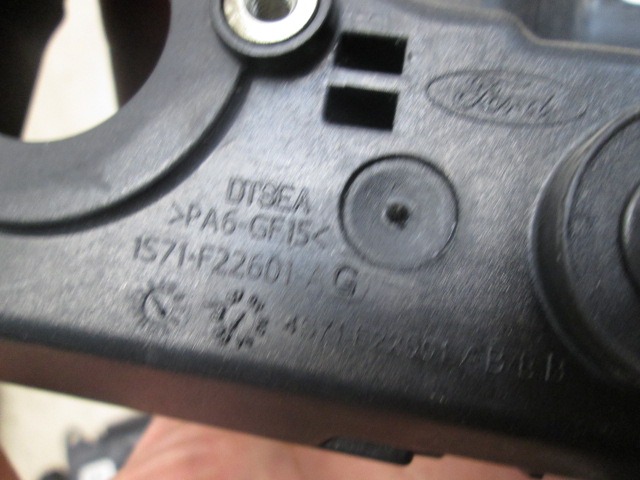 Ford
DT8EA
>PA6-GF15<
1S71-F22601 / G